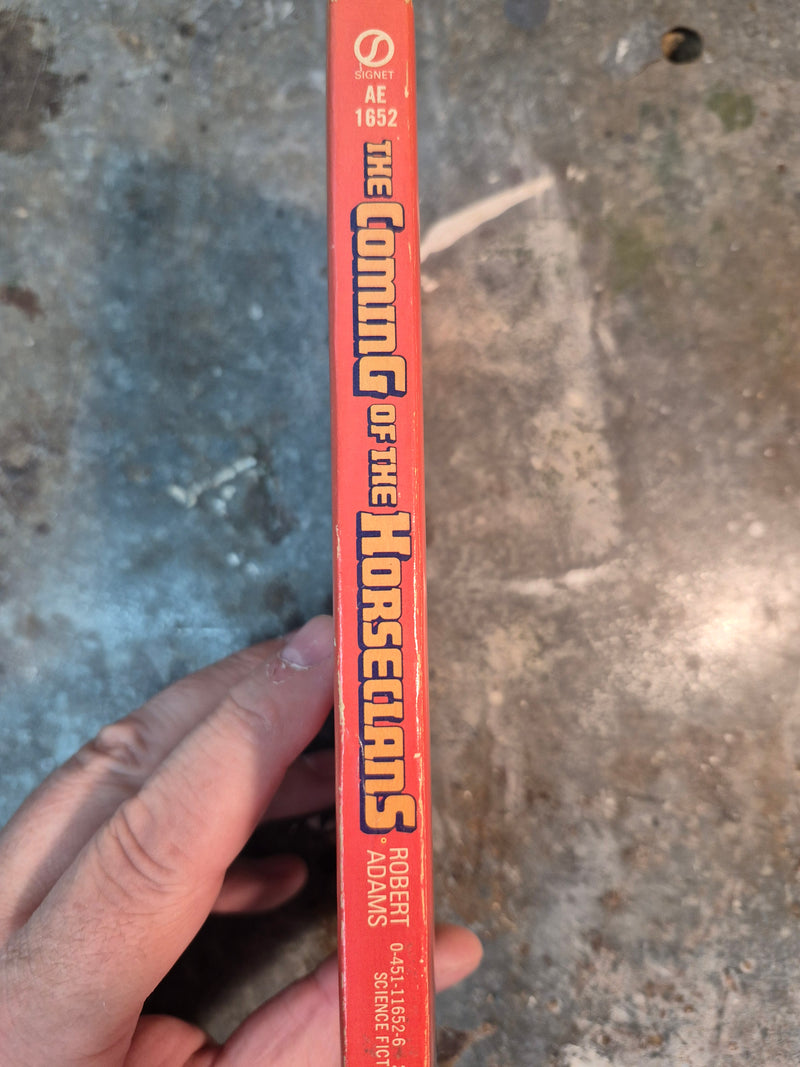 SIGNET
AE
1652
THE COMING OF THE HORSECLANS
ROBERT
ADAMS
0-451-11652-6
SCIENCE FICT